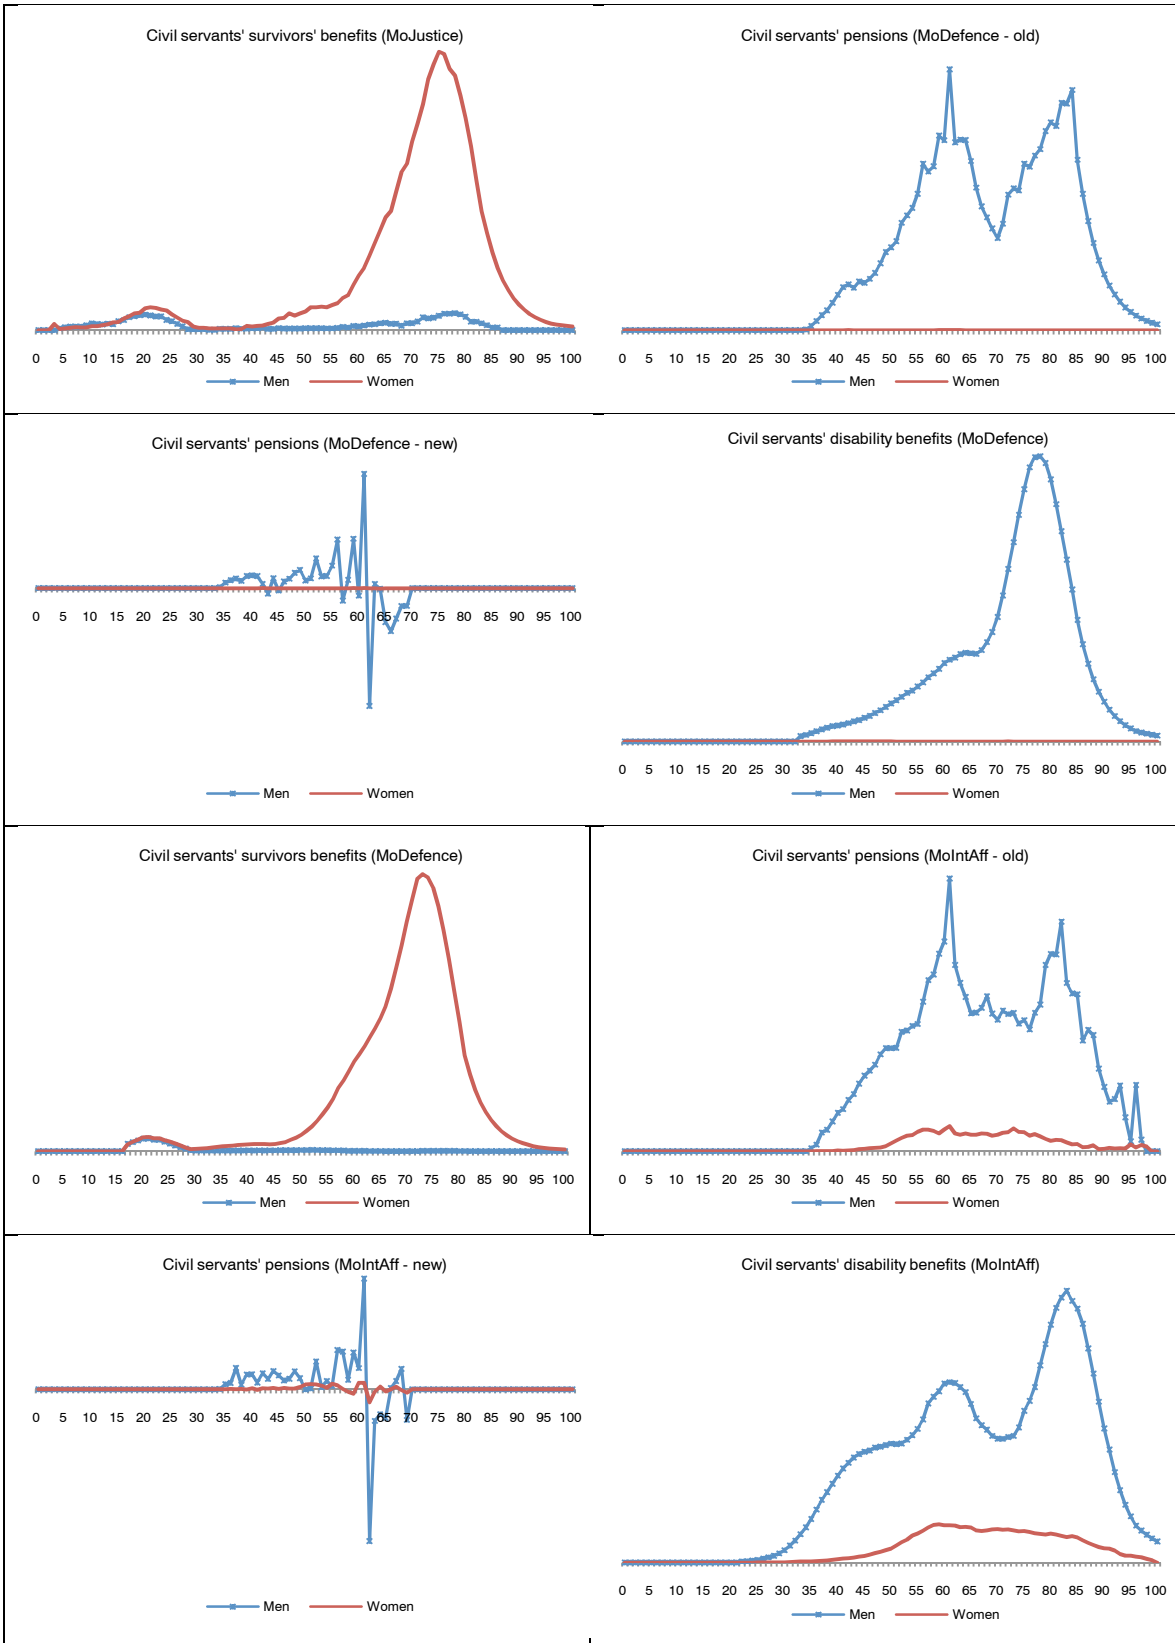 Civil servants' survivors' benefits (MoJustice)
0 5 10 15 20 25 30 35 40 45 50 55 60 65 70 75 80 85 90 95 100
Men Women
Civil servants' pensions (MoDefence - old)
0 5 10 15 20 25 30 35 40 45 50 55 60 65 70 75 80 85 90 95 100
Men Women
Civil servants' pensions (MoDefence - new)
0 5 10 15 20 25 30 35 40 45 50 55 60 65 70 75 80 85 90 95 100
Men Women
Civil servants' disability benefits (MoDefence)
0 5 10 15 20 25 30 35 40 45 50 55 60 65 70 75 80 85 90 95 100
Men Women
Civil servants' survivors benefits (MoDefence)
0 5 10 15 20 25 30 35 40 45 50 55 60 65 70 75 80 85 90 95 100
Men Women
Civil servants' pensions (MoIntAff - old)
0 5 10 15 20 25 30 35 40 45 50 55 60 65 70 75 80 85 90 95 100
Men Women
Civil servants' pensions (MoIntAff - new)
0 5 10 15 20 25 30 35 40 45 50 55 60 65 70 75 80 85 90 95 100
Men Women
Civil servants' disability benefits (MoIntAff)
0 5 10 15 20 25 30 35 40 45 50 55 60 65 70 75 80 85 90 95 100
Men Women